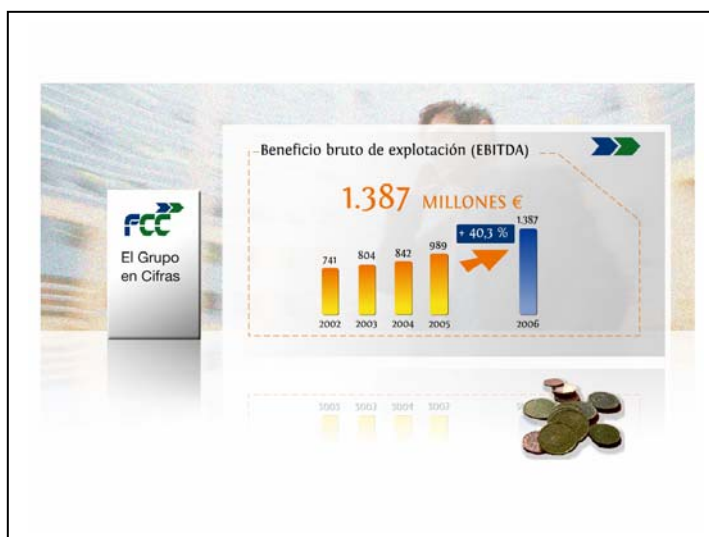 Beneficio bruto de explotación (EBITDA)
1.387 MILLONES €
FCC
El Grupo
en Cifras
741
804
842
989
+ 40,3 %
1.387
2002
2003
2004
2005
2006